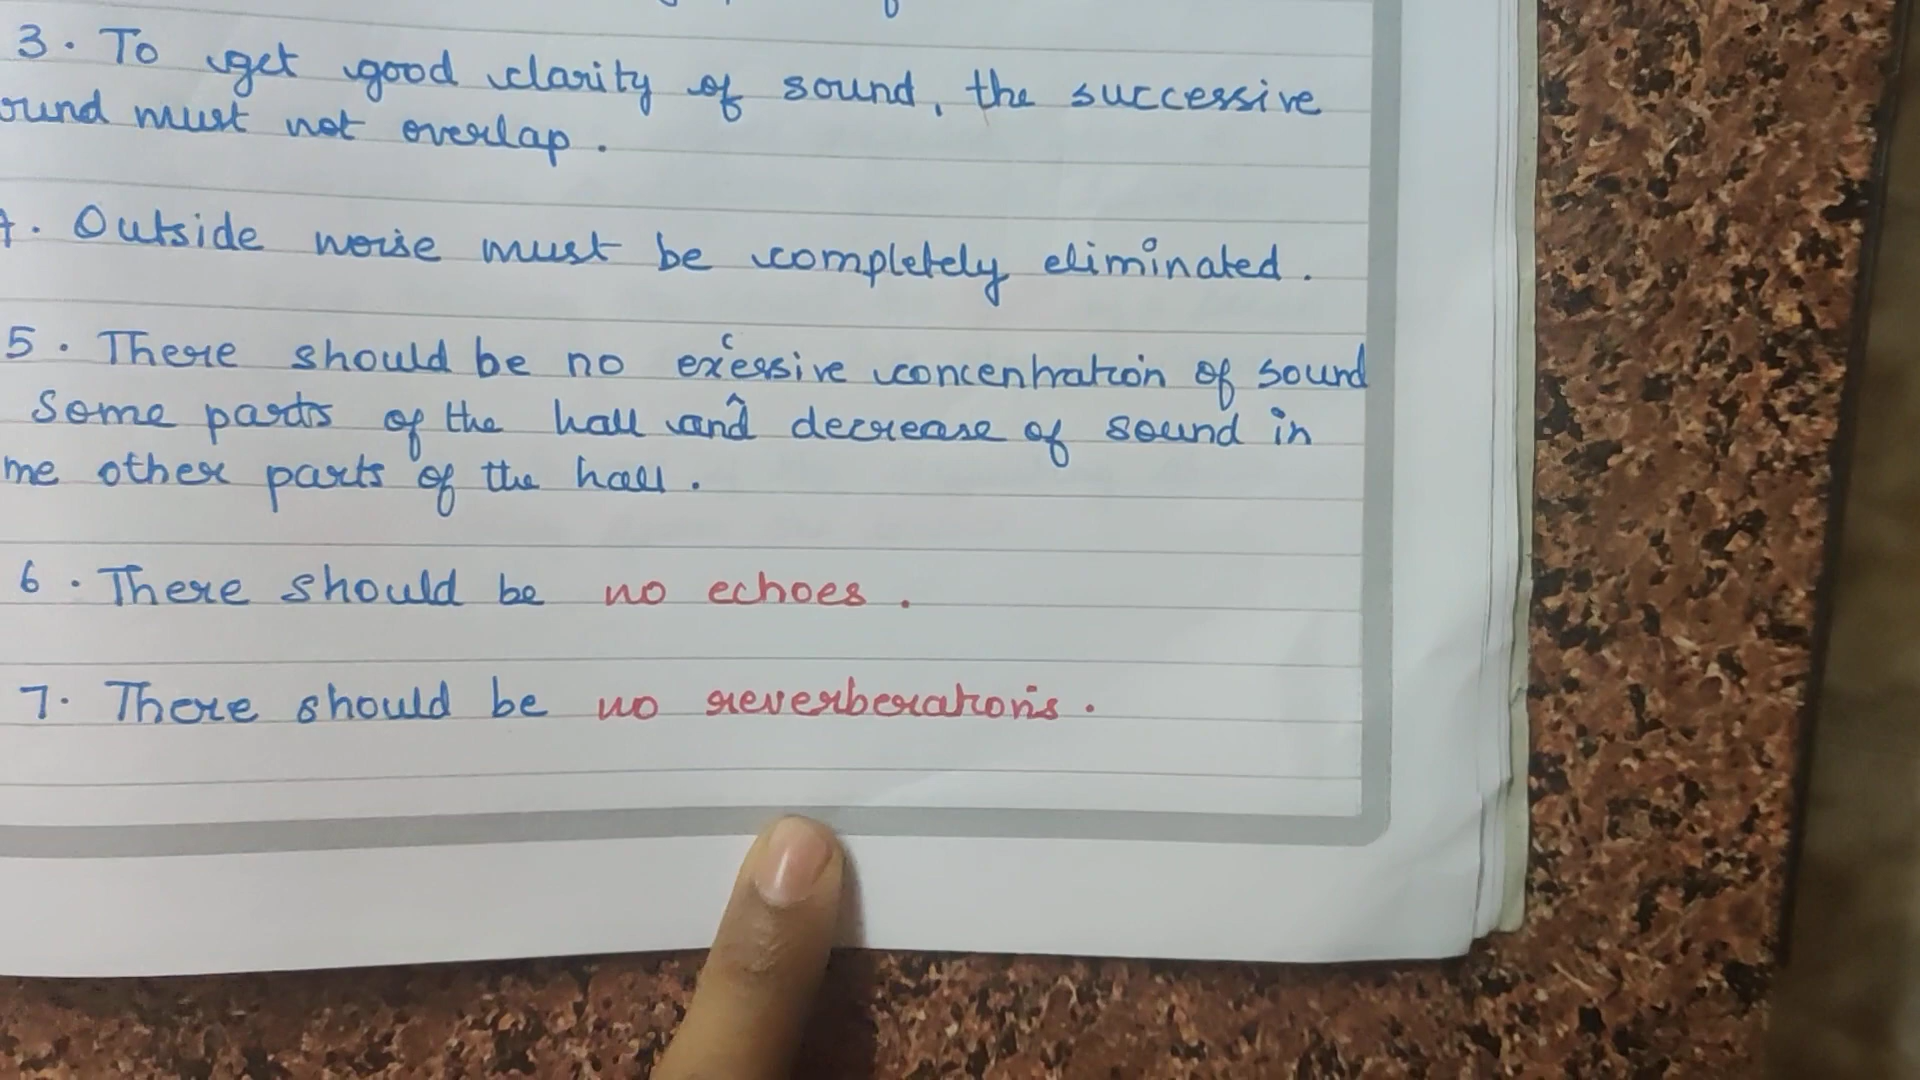 3. To get good clarity of sound, the successive
ound must not overlap.
. Outside noise must be completely eliminated.
5. There should be no excessive concentration of sound
Some parts of the hall and decrease of sound in
me other parts of the hall.
6. There should be no echoes.
7. There should be no reverberations.